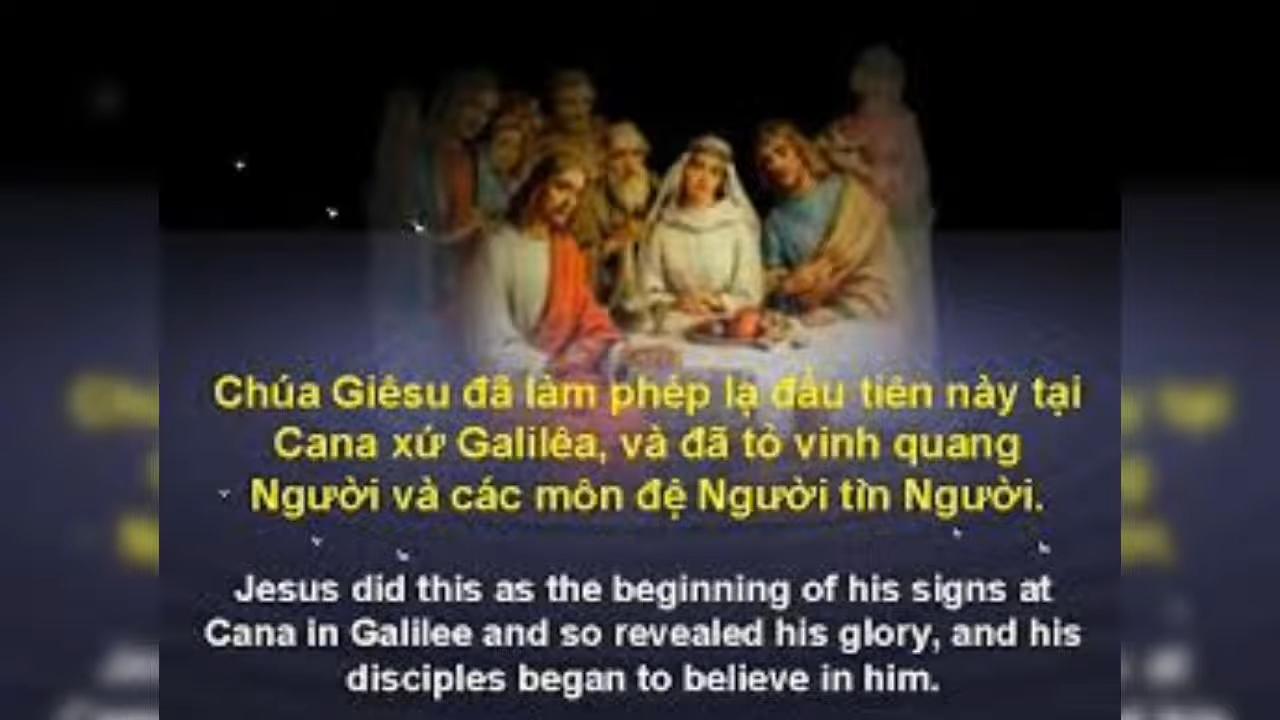 Chúa Giêsu đã làm phép lạ đầu tiên này tại
Cana xứ Galilêa, và đã tỏ vinh quang
Người và các môn đệ Người tin Người.
Jesus did this as the beginning of his signs at
Cana in Galilee and so revealed his glory, and his
disciples began to believe in him.